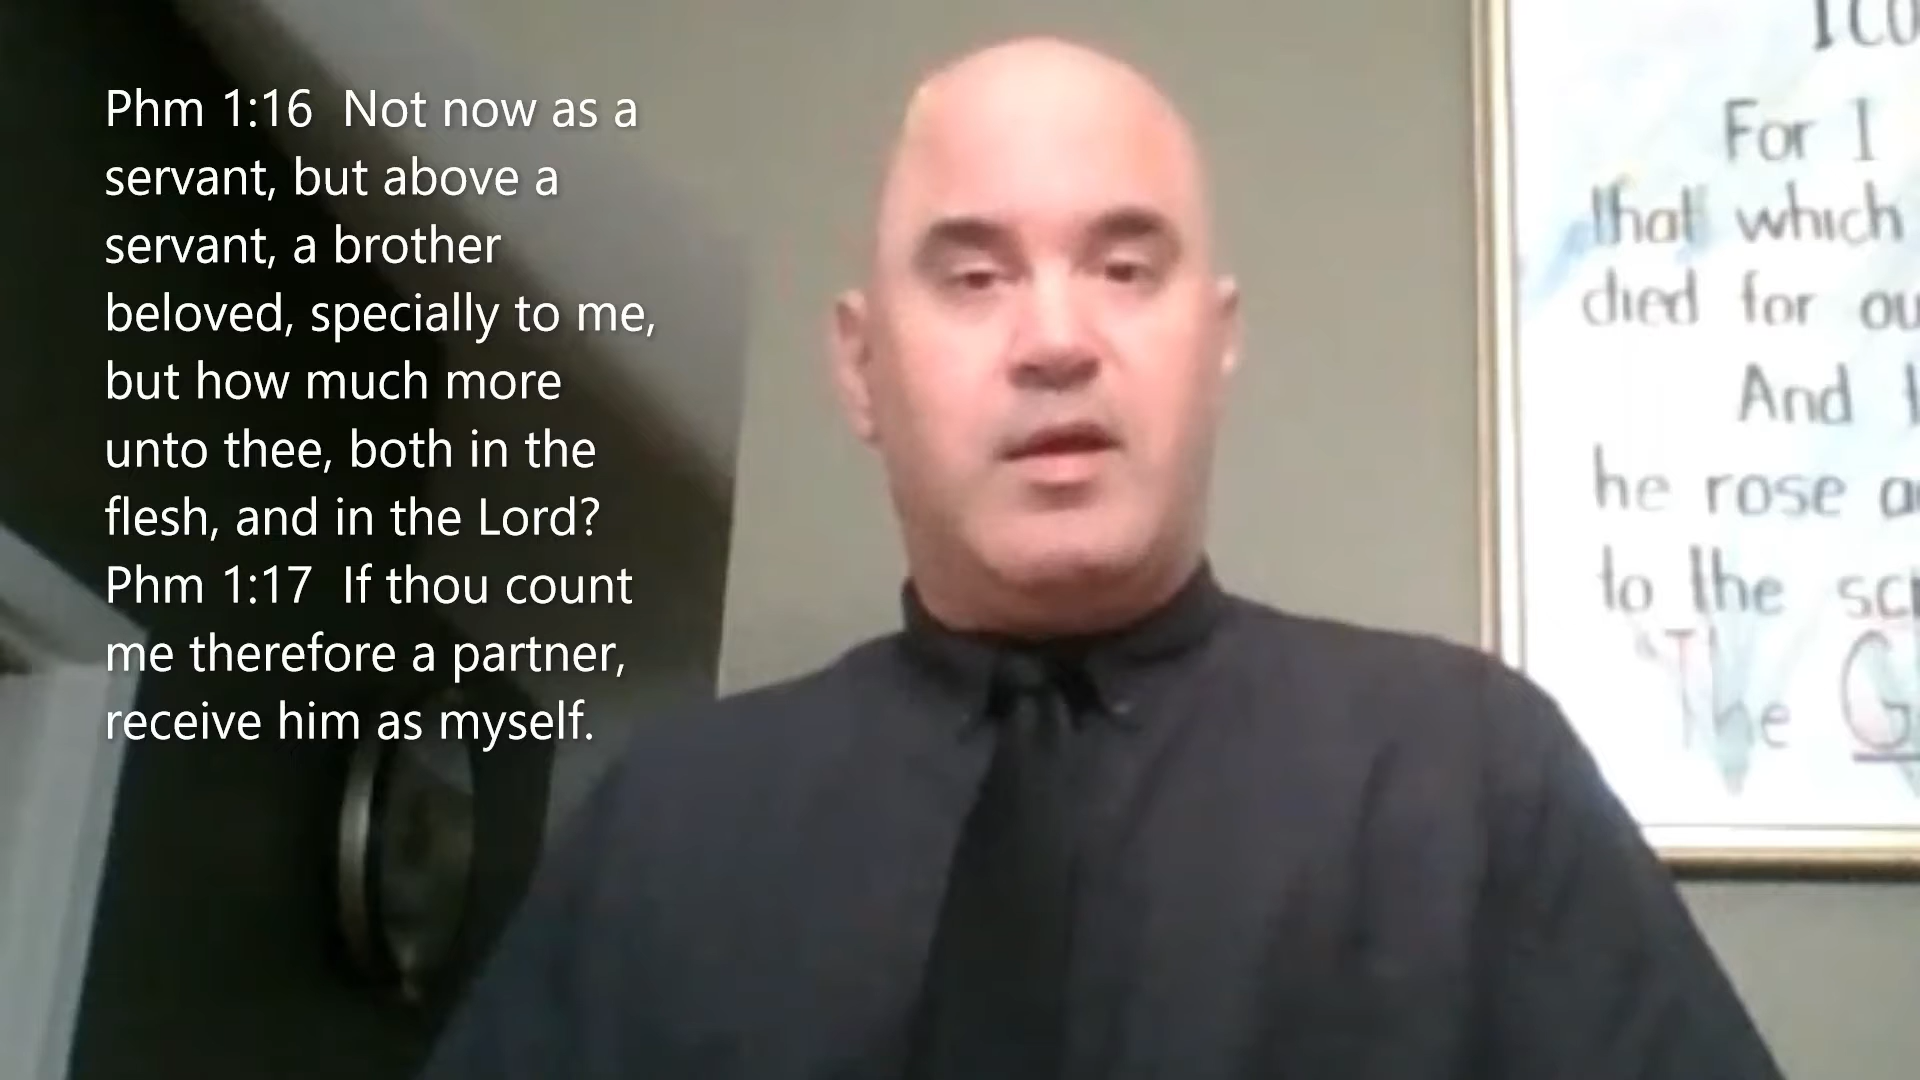 Phm 1:16  Not now as a
servant, but above a
servant, a brother
beloved, specially to me,
but how much more
unto thee, both in the
flesh, and in the Lord?
Phm 1:17  If thou count
me therefore a partner,
receive him as myself.
For I
that which
died for
And
he rose
to the
The